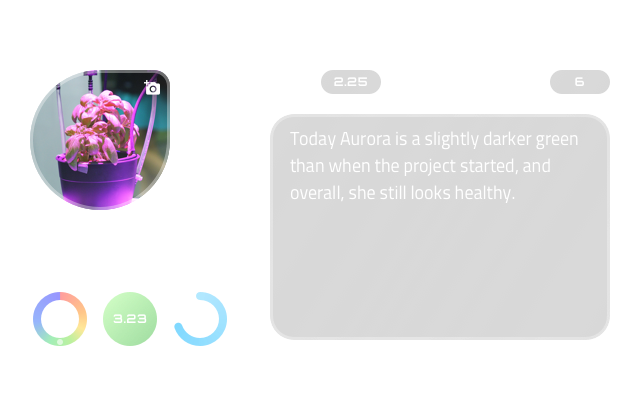 2.25
6
Today Aurora is a slightly darker green
than when the project started, and
overall, she still looks healthy.
3.23